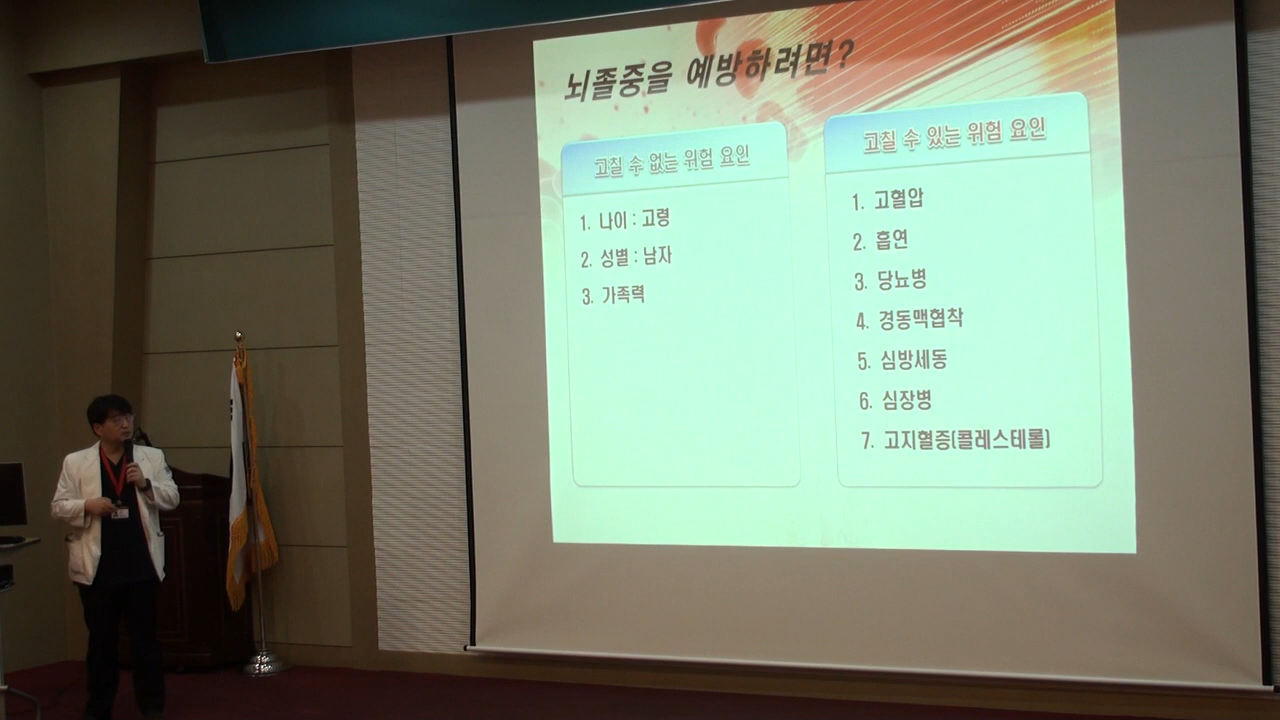 뇌졸중을 예방하려면?
고칠 수 없는 위험 요인
1. 나이 : 고령
2. 성별 : 남자
3. 가족력
고칠 수 있는 위험 요인
1. 고혈압
2. 흡연
3. 당뇨병
4. 경동맥협착
5. 심방세동
6. 심장병
7. 고지혈증(콜레스테롤)